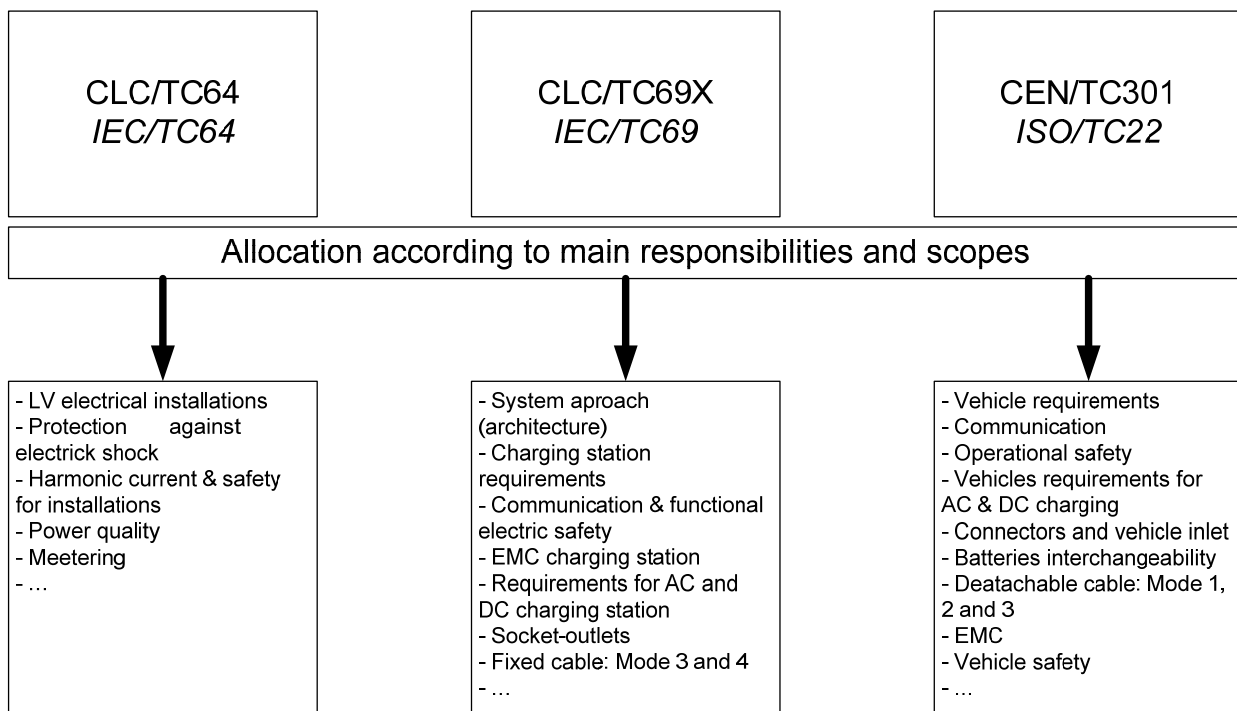 CLC/TC64
IEC/TC64
CLC/TC69X
IEC/TC69
CEN/TC301
ISO/TC22
Allocation according to main responsibilities and scopes
- LV electrical installations
- Protection against
electrick shock
- Harmonic current & safety
for installations
- Power quality
- Meetering
- ...
- System aproach
(architecture)
- Charging station
requirements
- Communication & functional
electric safety
- EMC charging station
- Requirements for AC and
DC charging station
- Socket-outlets
- Fixed cable: Mode 3 and 4
- ...
- Vehicle requirements
- Communication
- Operational safety
- Vehicles requirements for
AC & DC charging
- Connectors and vehicle inlet
- Batteries interchangeability
- Deatachable cable: Mode 1,
2 and 3
- EMC
- Vehicle safety
- ...